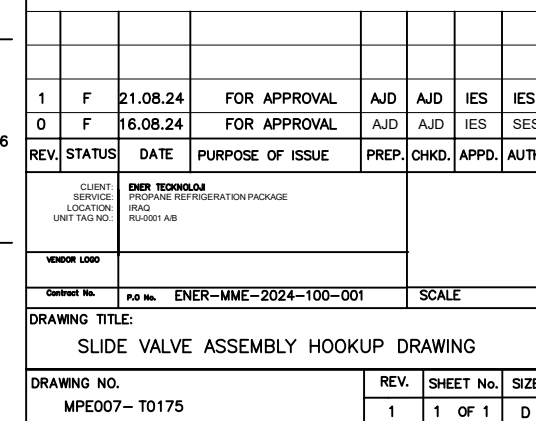 1 F 21.08.24 FOR APPROVAL AJD AJD IES IES
0 F 16.08.24 FOR APPROVAL AJD AJD IES SES
6
REV. STATUS DATE PURPOSE OF ISSUE PREP. CHKD. APPD. AUTH
CLIENT: ENER TECKNOLOJI
SERVICE: PROPANE REFRIGERATION PACKAGE
LOCATION: IRAQ
UNIT TAG NO.: RU-0001 A/B
VENDOR LOGO
Contract No. P.O No. ENER-MME-2024-100-001 SCALE
DRAWING TITLE:
SLIDE VALVE ASSEMBLY HOOKUP DRAWING
DRAWING NO. REV. SHEET No. SIZE
MPE007- T0175 1 1 OF 1 D